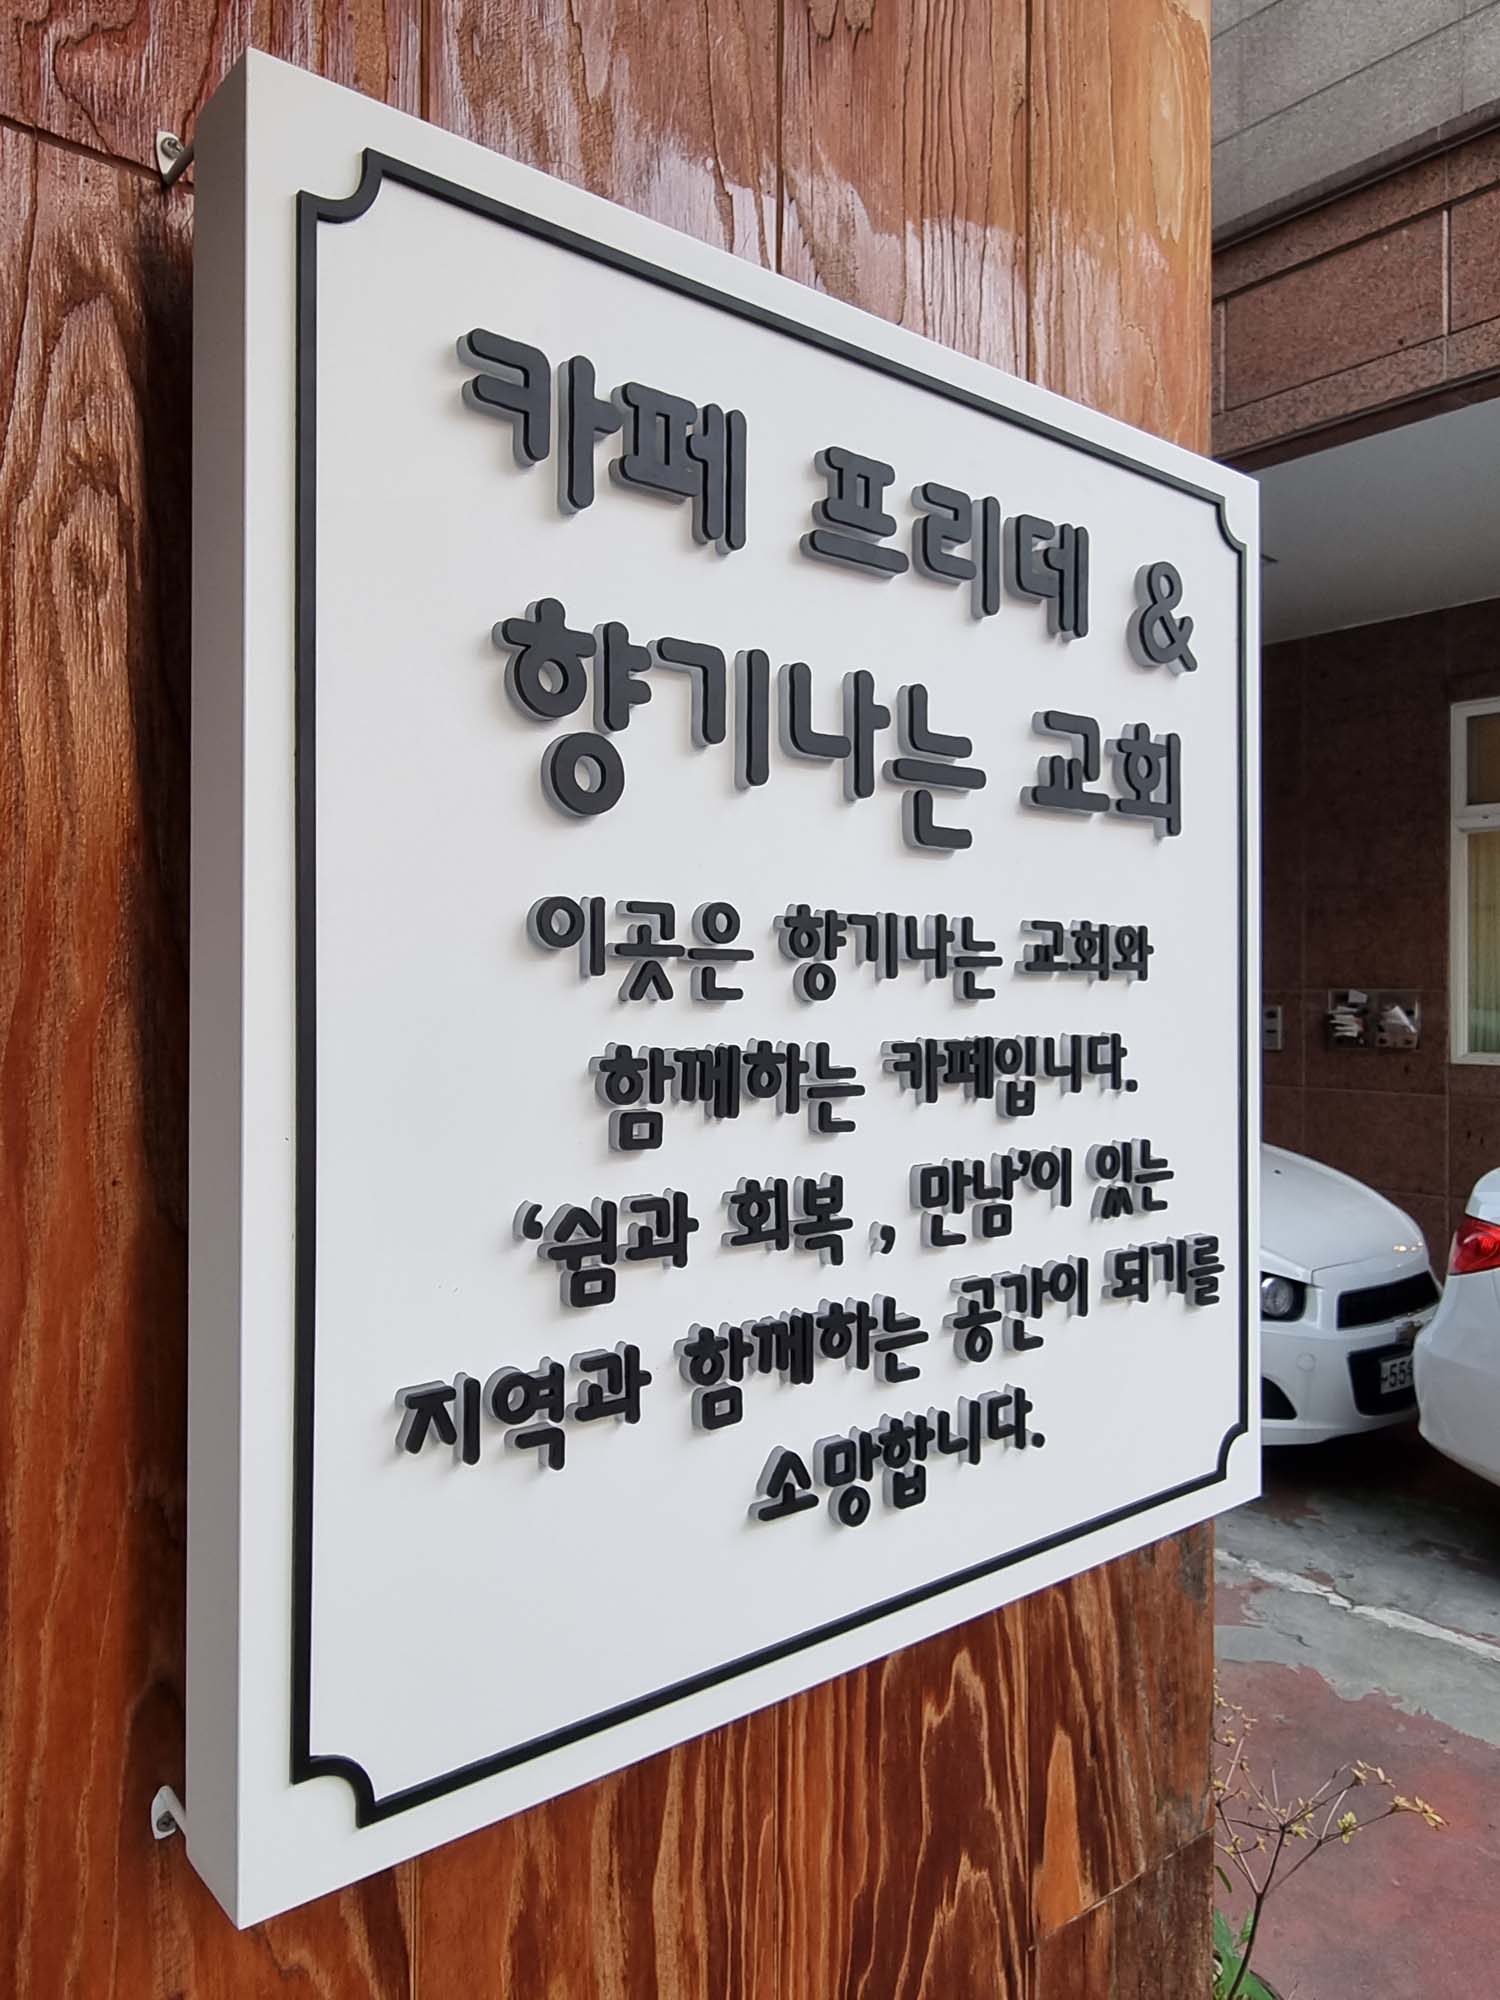 카페 프리데 &
향기나는 교회
이곳은 향기나는 교회와
함께하는 카페입니다.
‘쉼과 회복, 만남’이 있는
지역과 함께하는 공간이 되기를
소망합니다.